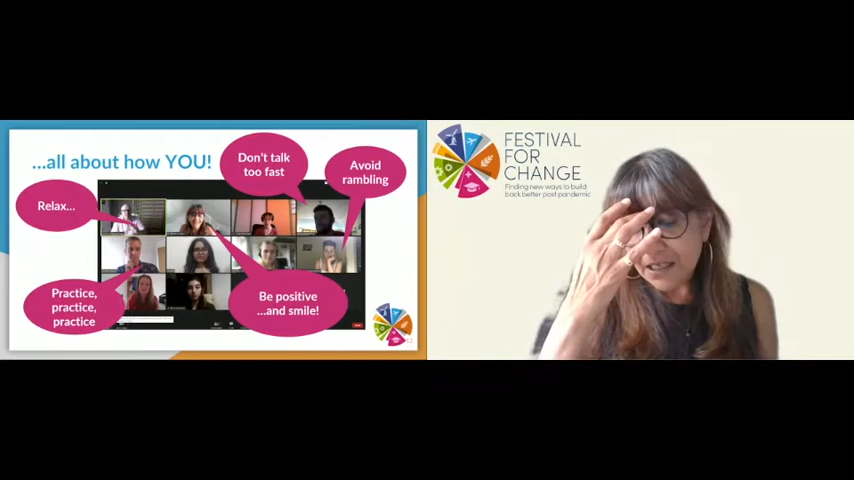 ...all about how YOU!
Don't talk
too fast
Avoid
rambling
Relax...
Practice,
practice,
practice
Be positive
...and smile!
FESTIVAL
FOR
CHANGE
Finding new ways to build
back better post pandemic